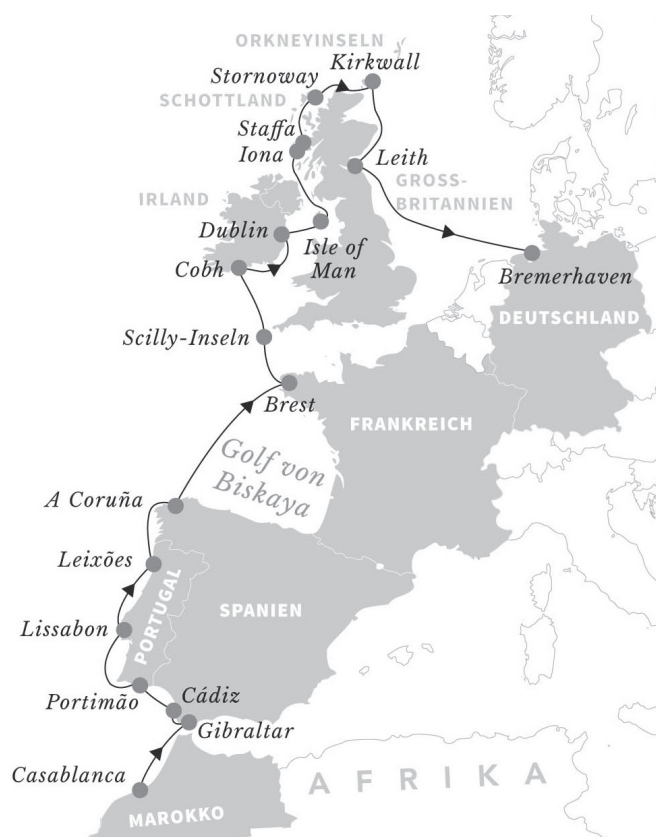 ORKNEYINSELN
Kirkwall
Stornoway
SCHOTTLAND
Staffa
Iona
Leith
GROSS-
BRITANNIEN
IRLAND
Dublin
Isle of
Man
Cobh
Bremerhaven
DEUTSCHLAND
Scilly-Inseln
Brest
FRANKREICH
Golf von
Biskaya
A Coruña
Leixões
PORTUGAL
SPANIEN
Lissabon
Portimão
Cádiz
Gibraltar
Casablanca
AFRIKA
MAROKKO